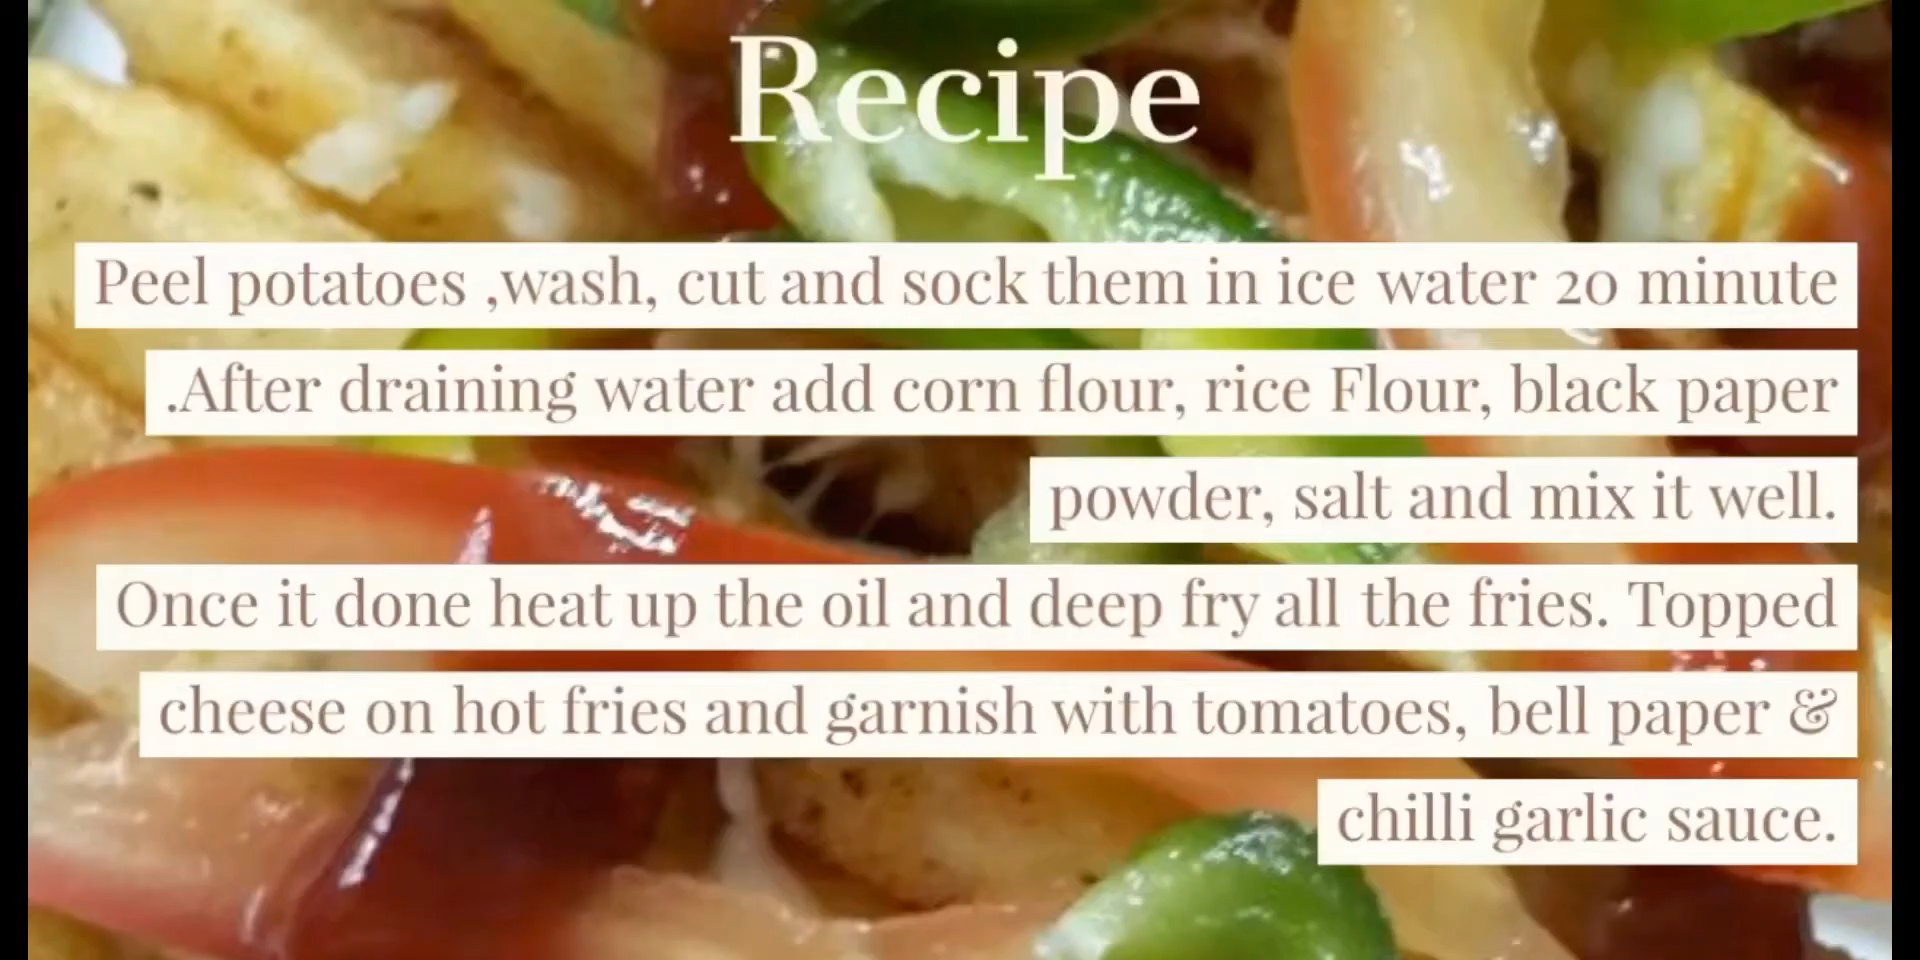 Recipe
Peel potatoes ,wash, cut and sock them in ice water 20 minute
.After draining water add corn flour, rice Flour, black paper
powder, salt and mix it well.
Once it done heat up the oil and deep fry all the fries. Topped
cheese on hot fries and garnish with tomatoes, bell paper &
chilli garlic sauce.